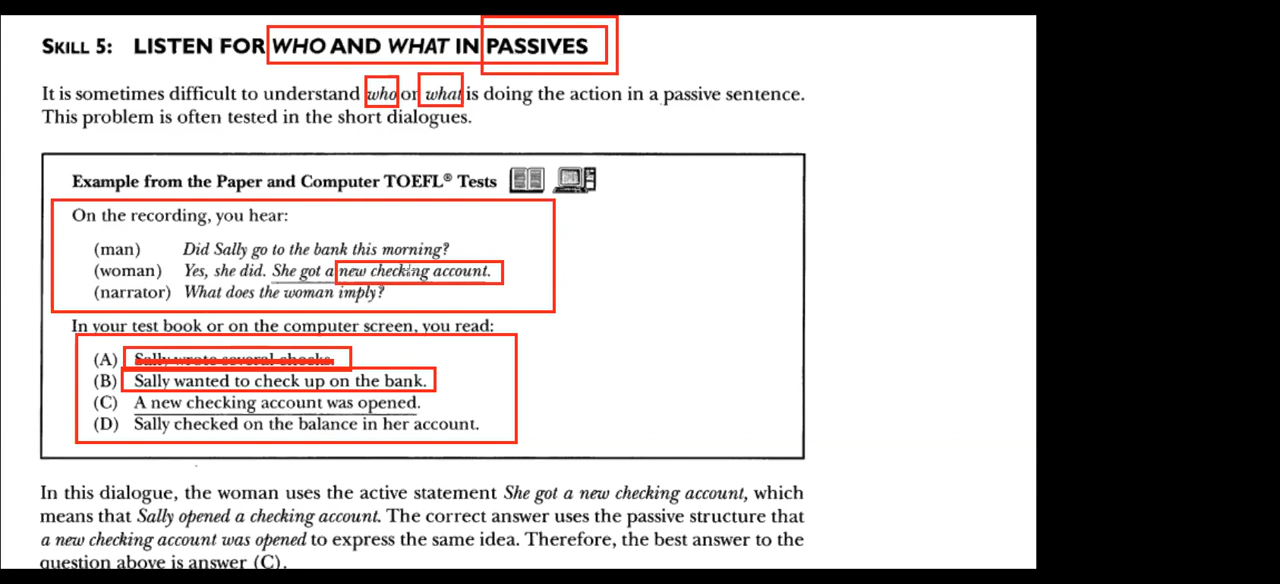 SKILL 5: LISTEN FOR WHO AND WHAT IN PASSIVES
It is sometimes difficult to understand who or what is doing the action in a passive sentence.
This problem is often tested in the short dialogues.
Example from the Paper and Computer TOEFL® Tests
On the recording, you hear:
(man) Did Sally go to the bank this morning?
(woman) Yes, she did. She got a new checking account.
(narrator) What does the woman imply?
In your test book or on the computer screen, you read:
(A) Sally wrote several checks.
(B) Sally wanted to check up on the bank.
(C) A new checking account was opened.
(D) Sally checked on the balance in her account.
In this dialogue, the woman uses the active statement She got a new checking account, which
means that Sally opened a checking account. The correct answer uses the passive structure that
a new checking account was opened to express the same idea. Therefore, the best answer to the
question above is answer (C).